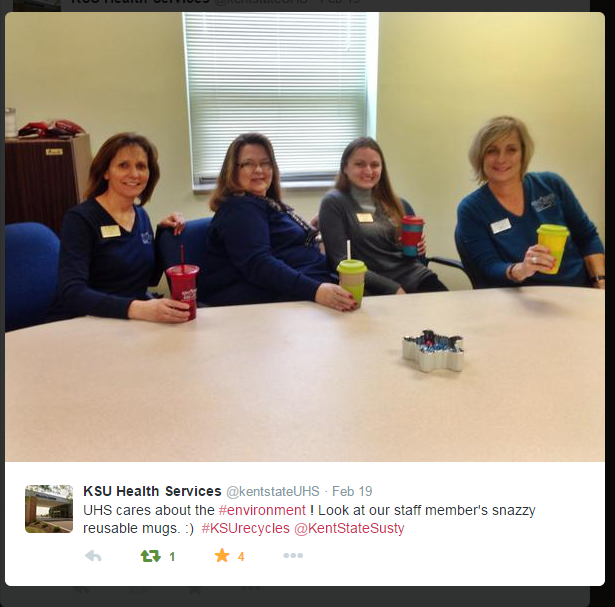 KSU Health Services @kentstateUHS · Feb 19
KSU Health Services @kentstateUHS · Feb 19
UHS cares about the #environment ! Look at our staff member's snazzy
reusable mugs. :) #KSUrecycles @KentStateSusty
1
4